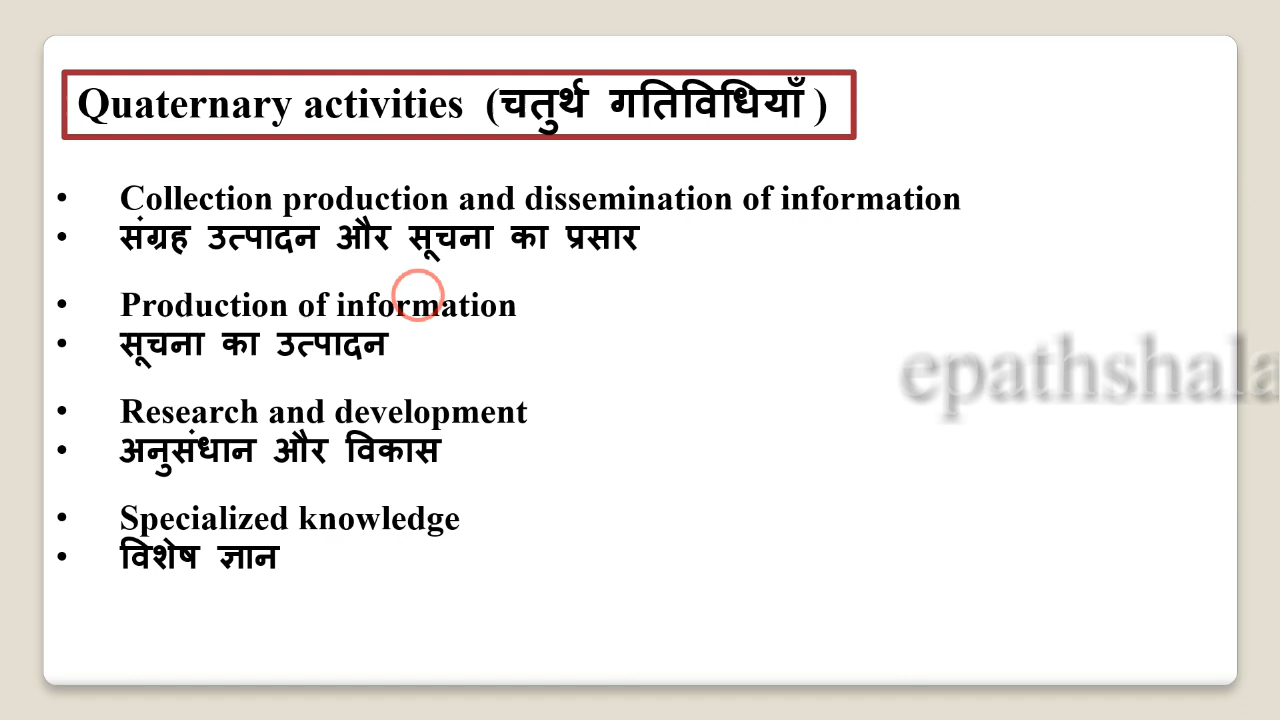 Quaternary activities (चतुर्थ गतिविधियाँ )
• Collection production and dissemination of information
• संग्रह उत्पादन और सूचना का प्रसार
• Production of information
• सूचना का उत्पादन
• Research and development
• अनुसंधान और विकास
• Specialized knowledge
• विशेष ज्ञान
epathshala